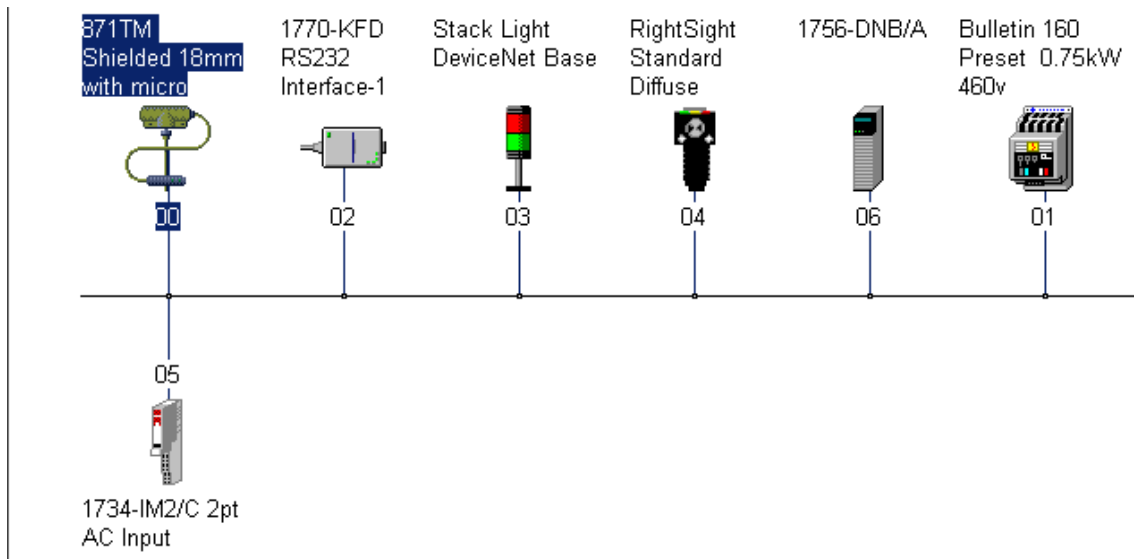 871TM
Shielded 18mm
with micro
00
1770-KFD
RS232
Interface-1
02
Stack Light
DeviceNet Base
03
RightSight
Standard
Diffuse
04
1756-DNB/A
06
Bulletin 160
Preset 0.75kW
460v
01
05
1734-IM2/C 2pt
AC Input